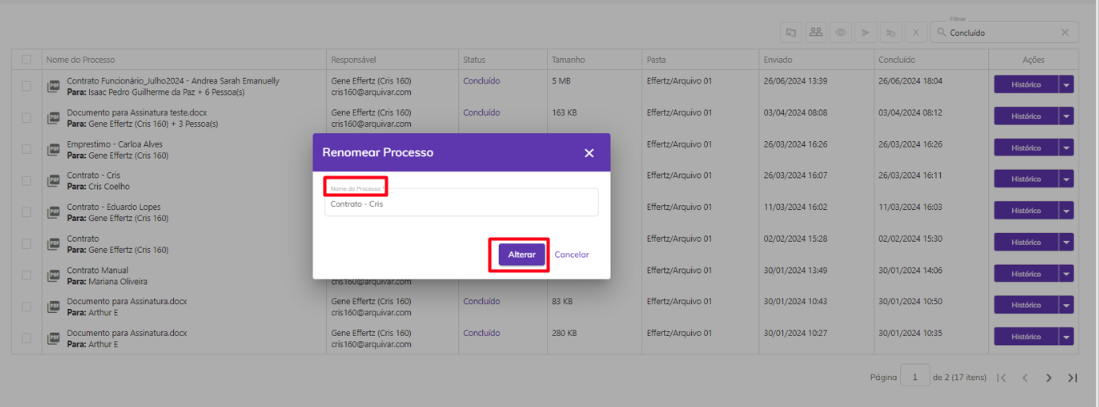 Filtrar
Concluído
Nome do Processo Responsável Status Tamanho Pasta Enviado Concluído Ações
Contrato Funcionário_Julho2024 - Andrea Sarah Emanuelly Gene Effertz (Cris 160) Concluído 5 MB Effertz/Arquivo 01 26/06/2024 13:39 26/06/2024 18:04 Histórico
Para: Isaac Pedro Guilherme da Paz + 6 Pessoa(s) cris160@arquivar.com
Documento para Assinatura teste.docx Gene Effertz (Cris 160) Concluído 163 KB Effertz/Arquivo 01 03/04/2024 08:08 03/04/2024 08:12 Histórico
Para: Gene Effertz (Cris 160) + 3 Pessoa(s) cris160@arquivar.com
Emprestimo - Carloa Alves Effertz/Arquivo 01 26/03/2024 16:26 26/03/2024 16:26 Histórico
Para: Gene Effertz (Cris 160)
Contrato - Cris Effertz/Arquivo 01 26/03/2024 16:07 26/03/2024 16:11 Histórico
Para: Cris Coelho
Contrato - Eduardo Lopes Effertz/Arquivo 01 11/03/2024 16:02 11/03/2024 16:03 Histórico
Para: Gene Effertz (Cris 160)
Contrato Effertz/Arquivo 01 02/02/2024 15:28 02/02/2024 15:30 Histórico
Para: Gene Effertz (Cris 160)
Contrato Manual Effertz/Arquivo 01 30/01/2024 13:49 30/01/2024 14:06 Histórico
Para: Mariana Oliveira cris160@arquivar.com
Documento para Assinatura.docx Gene Effertz (Cris 160) Concluído 83 KB Effertz/Arquivo 01 30/01/2024 10:43 30/01/2024 10:50 Histórico
Para: Arthur E cris160@arquivar.com
Documento para Assinatura.docx Gene Effertz (Cris 160) Concluído 280 KB Effertz/Arquivo 01 30/01/2024 10:27 30/01/2024 10:35 Histórico
Para: Arthur E cris160@arquivar.com
Renomear Processo
Nome do Processo *
Contrato - Cris
Alterar Cancelar
Página 1 de 2 (17 itens)